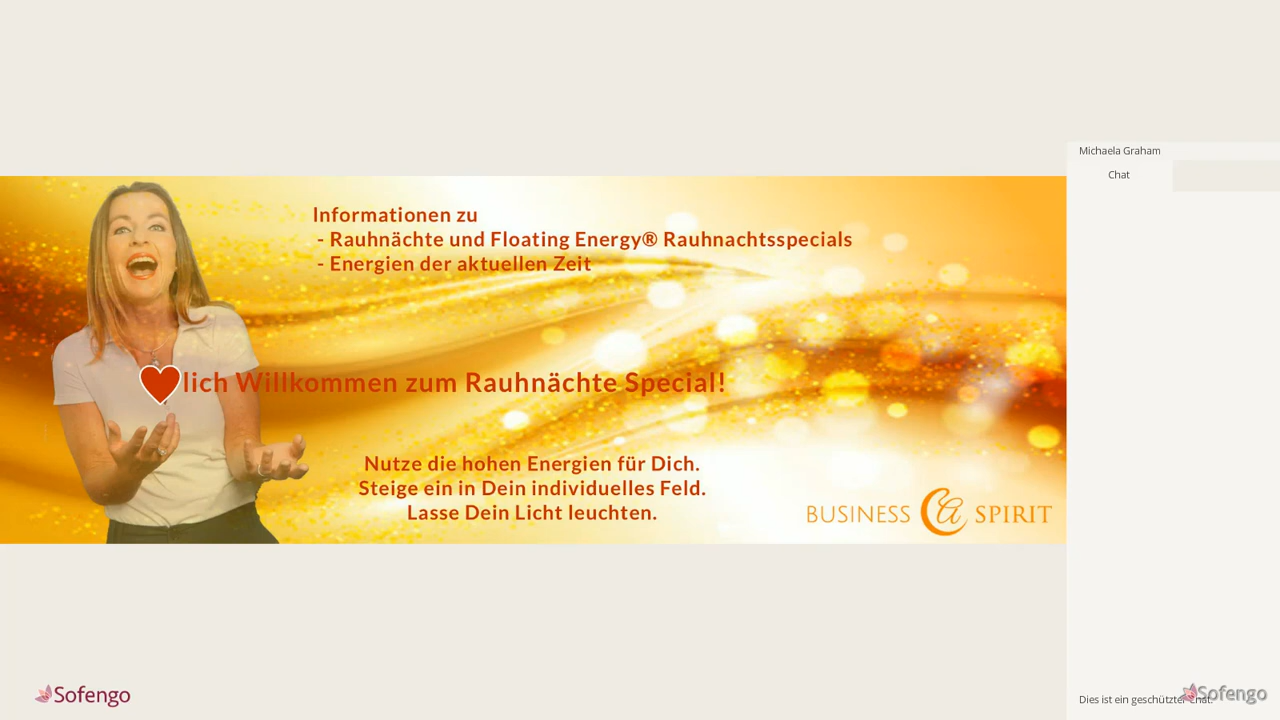 Michaela Graham
Chat
Informationen zu
- Rauhnächte und Floating Energy® Rauhnachtsspecials
- Energien der aktuellen Zeit
lich Willkommen zum Rauhnächte Special!
Nutze die hohen Energien für Dich.
Steige ein in Dein individuelles Feld.
Lasse Dein Licht leuchten.
BUSINESS SPIRIT
Sofengo
Dies ist ein geschützter Chat.
Sofengo